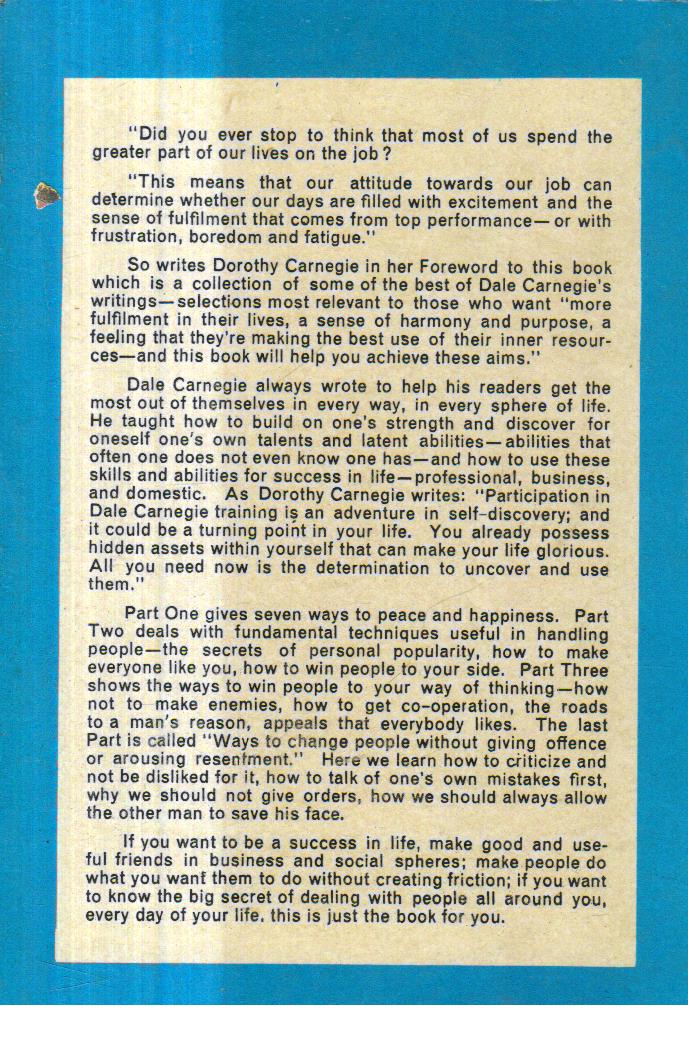 "Did you ever stop to think that most of us spend the
greater part of our lives on the job?
"This means that our attitude towards our job can
determine whether our days are filled with excitement and the
sense of fulfilment that comes from top performance—or with
frustration, boredom and fatigue."
So writes Dorothy Carnegie in her Foreword to this book
which is a collection of some of the best of Dale Carnegie's
writings—selections most relevant to those who want "more
fulfilment in their lives, a sense of harmony and purpose, a
feeling that they're making the best use of their inner resour-
ces—and this book will help you achieve these aims."
Dale Carnegie always wrote to help his readers get the
most out of themselves in every way, in every sphere of life.
He taught how to build on one's strength and discover for
oneself one's own talents and latent abilities—abilities that
often one does not even know one has—and how to use these
skills and abilities for success in life—professional, business,
and domestic. As Dorothy Carnegie writes: "Participation in
Dale Carnegie training is an adventure in self-discovery; and
it could be a turning point in your life. You already possess
hidden assets within yourself that can make your life glorious.
All you need now is the determination to uncover and use
them."
Part One gives seven ways to peace and happiness. Part
Two deals with fundamental techniques useful in handling
people—the secrets of personal popularity, how to make
everyone like you, how to win people to your side. Part Three
shows the ways to win people to your way of thinking—how
not to make enemies, how to get co-operation, the roads
to a man's reason, appeals that everybody likes. The last
Part is called "Ways to change people without giving offence
or arousing resentment." Here we learn how to criticize and
not be disliked for it, how to talk of one's own mistakes first,
why we should not give orders, how we should always allow
the other man to save his face.
If you want to be a success in life, make good and use-
ful friends in business and social spheres; make people do
what you want them to do without creating friction; if you want
to know the big secret of dealing with people all around you,
every day of your life, this is just the book for you.